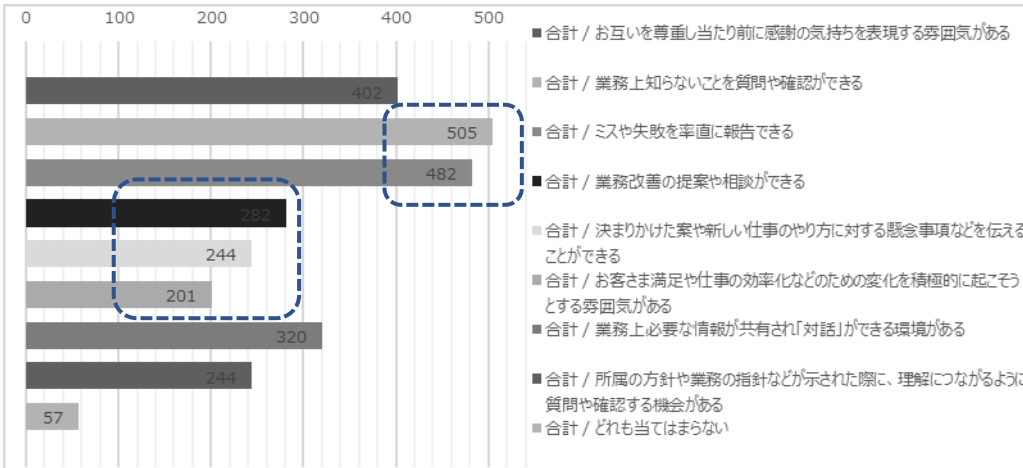 0 100 200 300 400 500
402
505
482
282
244
201
320
244
57
■合計 / お互いを尊重し当たり前に感謝の気持ちを表現する雰囲気がある
■合計 / 業務上知らないことを質問や確認ができる
■合計 / ミスや失敗を率直に報告できる
■合計 / 業務改善の提案や相談ができる
■合計 / 決まりかけた案や新しい仕事のやり方に対する懸念事項などを伝える
ことができる
■合計 / お客さま満足や仕事の効率化などのための変化を積極的に起こそう
とする雰囲気がある
■合計 / 業務上必要な情報が共有され「対話」ができる環境がある
■合計 / 所属の方針や業務の指針などが示された際に、理解につながるように
質問や確認する機会がある
■合計 / どれも当てはまらない